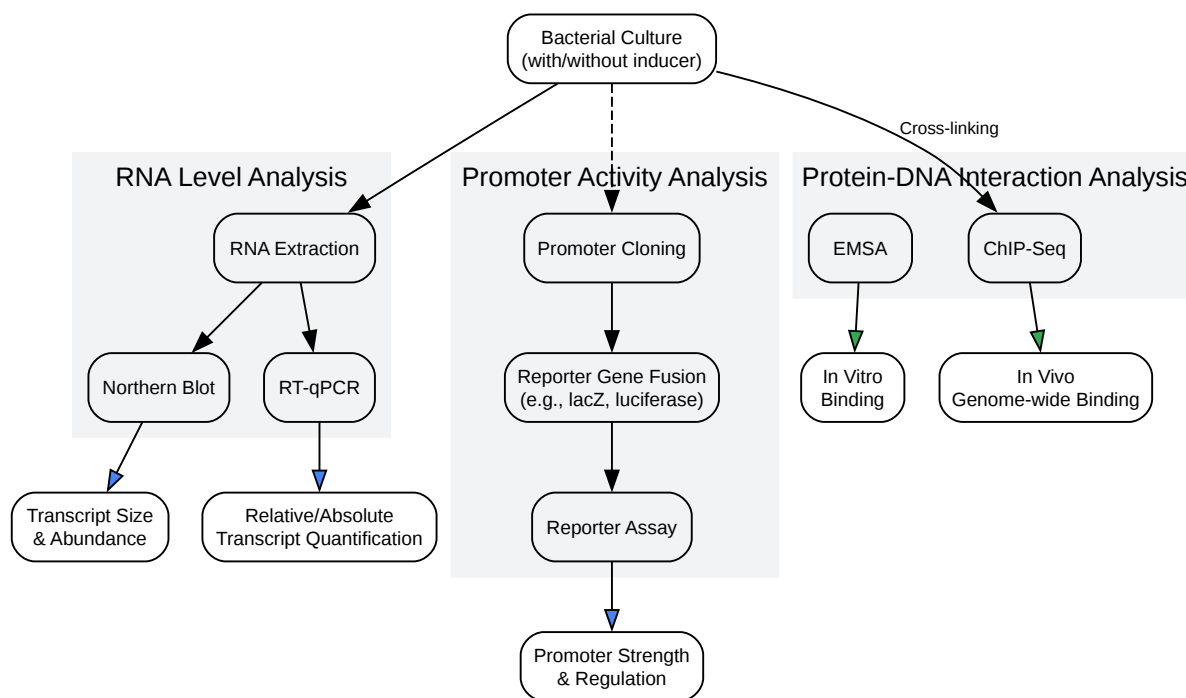 Bacterial Culture
(with/without inducer)
Cross-linking
RNA Level Analysis
Promoter Activity Analysis
Protein-DNA Interaction Analysis
RNA Extraction
Promoter Cloning
EMSA
ChIP-Seq
Northern Blot
RT-qPCR
Reporter Gene Fusion
(e.g., lacZ, luciferase)
In Vitro
Binding
In Vivo
Genome-wide Binding
Transcript Size
& Abundance
Relative/Absolute
Transcript Quantification
Reporter Assay
Promoter Strength
& Regulation